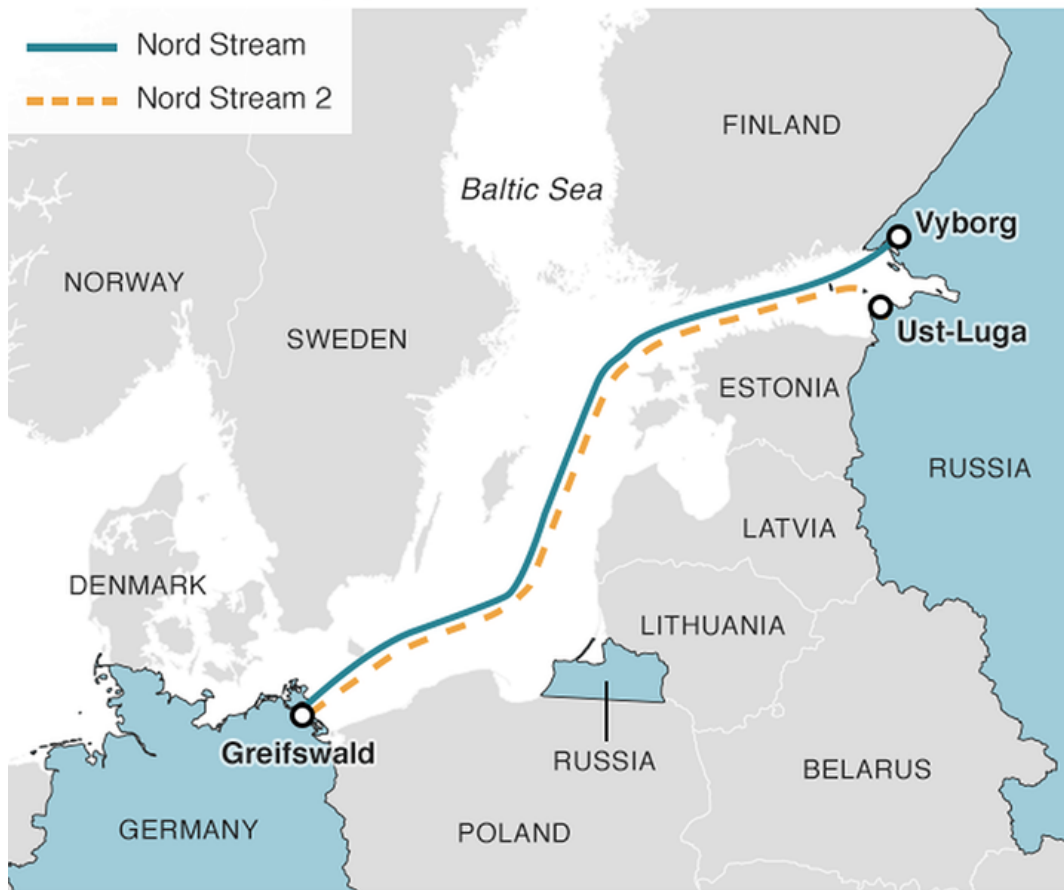 Nord Stream
Nord Stream 2
FINLAND
Baltic Sea
Vyborg
NORWAY
SWEDEN
Ust-Luga
ESTONIA
RUSSIA
LATVIA
DENMARK
LITHUANIA
Greifswald
RUSSIA
BELARUS
GERMANY
POLAND